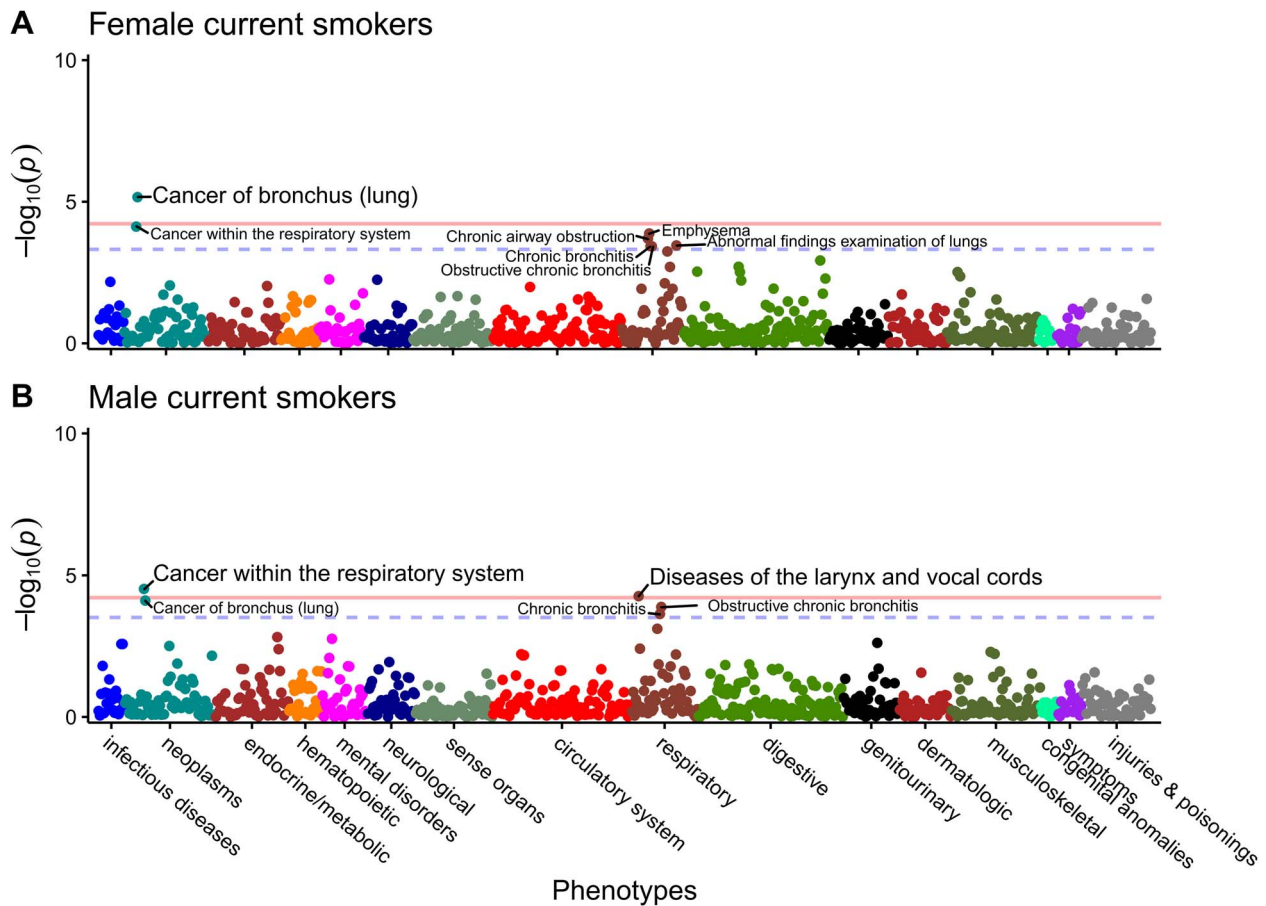 A Female current smokers
10
5
0
−log10(p)
Cancer of bronchus (lung)
Cancer within the respiratory system
Emphysema
Chronic airway obstruction
Abnormal findings examination of lungs
Chronic bronchitis
Obstructive chronic bronchitis
B Male current smokers
10
5
0
−log10(p)
Cancer within the respiratory system
Cancer of bronchus (lung)
Diseases of the larynx and vocal cords
Chronic bronchitis
Obstructive chronic bronchitis
infectious diseases
neoplasms
endocrine/metabolic
hematopoietic
mental disorders
neurological
sense organs
circulatory system
respiratory
digestive
genitourinary
dermatologic
musculoskeletal
congenital anomalies
symptoms
injuries & poisonings
Phenotypes